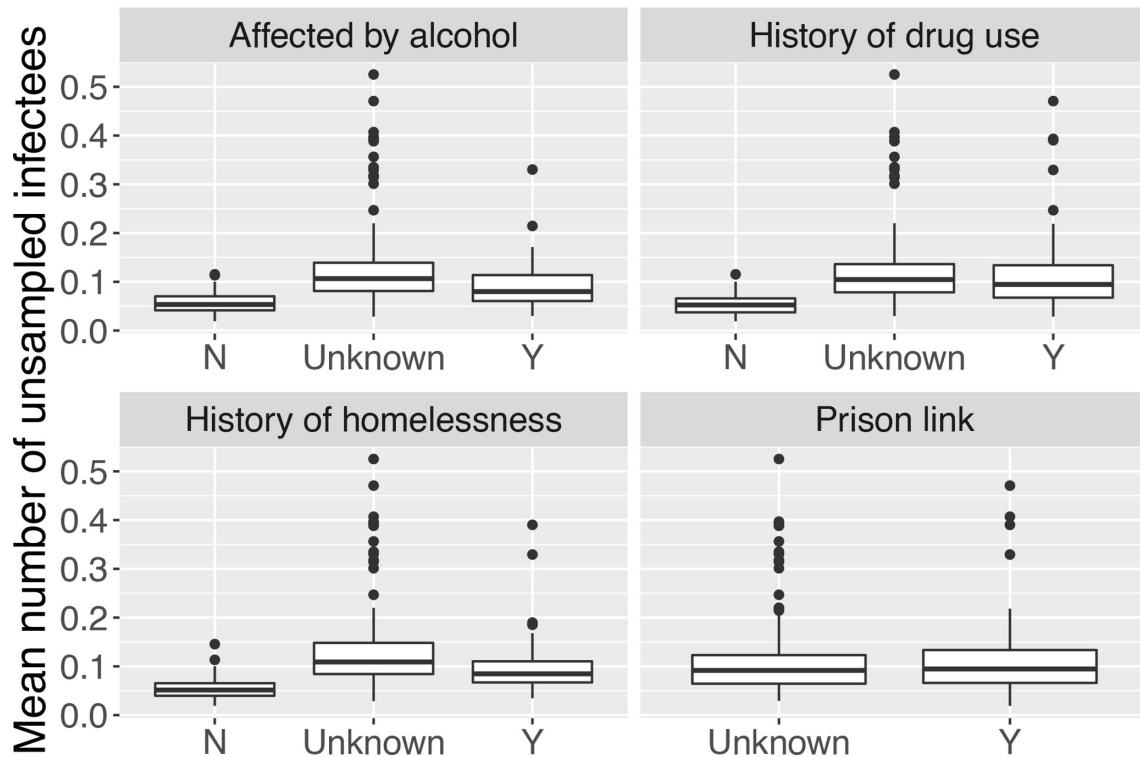 Mean number of unsampled infectees
Affected by alcohol
0.5
0.4
0.3
0.2
0.1
0.0
N Unknown Y
History of drug use
N Unknown Y
History of homelessness
0.5
0.4
0.3
0.2
0.1
0.0
N Unknown Y
Prison link
Unknown Y